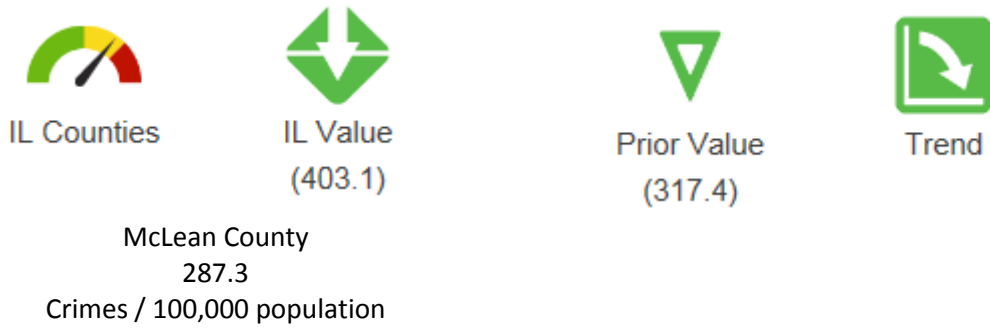 IL Counties
IL Value
(403.1)
Prior Value
(317.4)
Trend
McLean County
287.3
Crimes / 100,000 population